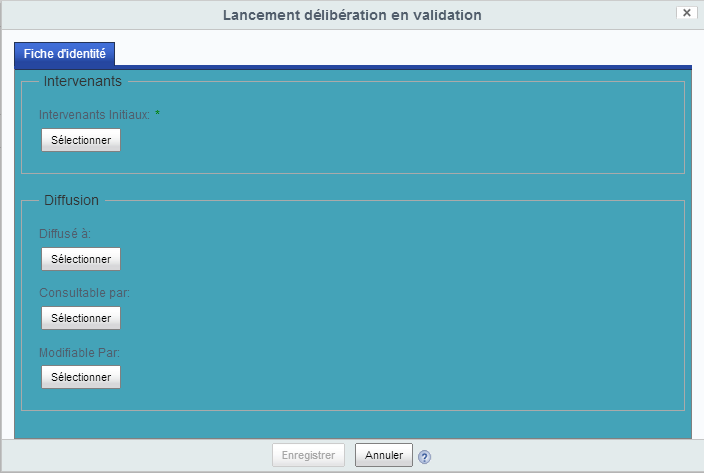 Lancement délibération en validation
Fiche d'identité
Intervenants
Intervenants Initiaux: *
Sélectionner
Diffusion
Diffusé à:
Sélectionner
Consultable par:
Sélectionner
Modifiable Par:
Sélectionner
Enregistrer Annuler ?